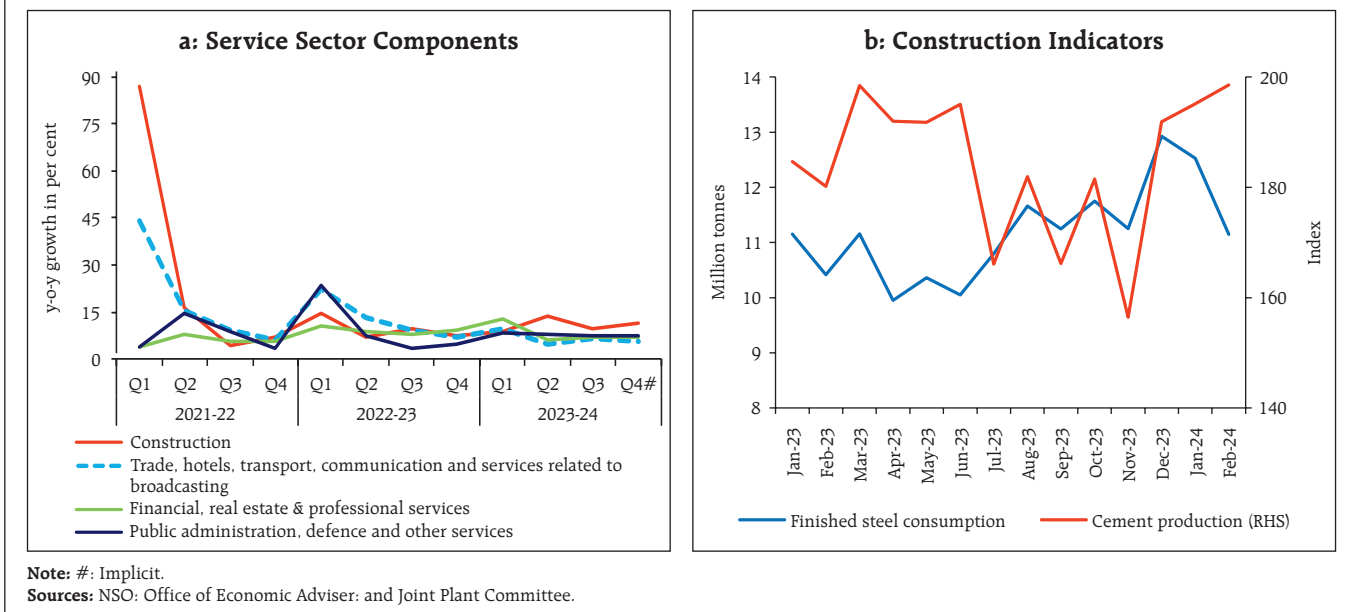 a: Service Sector Components
y-o-y growth in per cent
90
75
60
45
30
15
0
Q1 Q2 Q3 Q4 Q1 Q2 Q3 Q4 Q1 Q2 Q3 Q4#
2021-22 2022-23 2023-24
Construction
Trade, hotels, transport, communication and services related to
broadcasting
Financial, real estate & professional services
Public administration, defence and other services
b: Construction Indicators
Million tonnes
14
13
12
11
10
9
8
200
180
160
140
Index
Jan-23 Feb-23 Mar-23 Apr-23 May-23 Jun-23 Jul-23 Aug-23 Sep-23 Oct-23 Nov-23 Dec-23 Jan-24 Feb-24
Finished steel consumption Cement production (RHS)
Note: #: Implicit.
Sources: NSO: Office of Economic Adviser: and Joint Plant Committee.